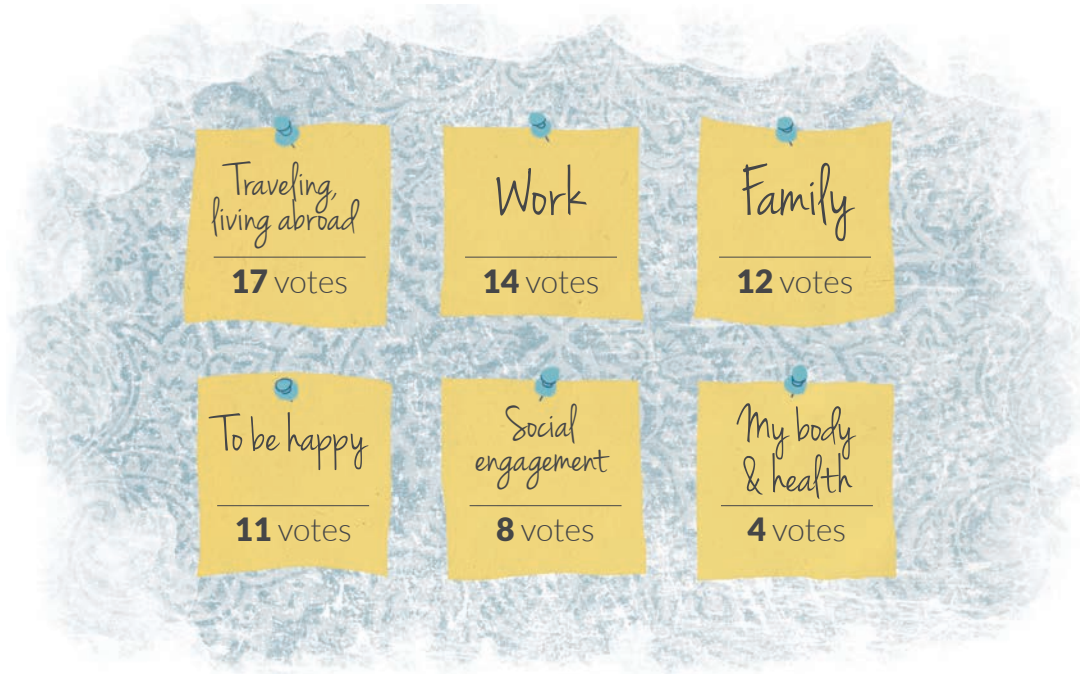 Traveling,
living abroad
17 votes
Work
14 votes
Family
12 votes
To be happy
11 votes
Social
engagement
8 votes
My body
& health
4 votes